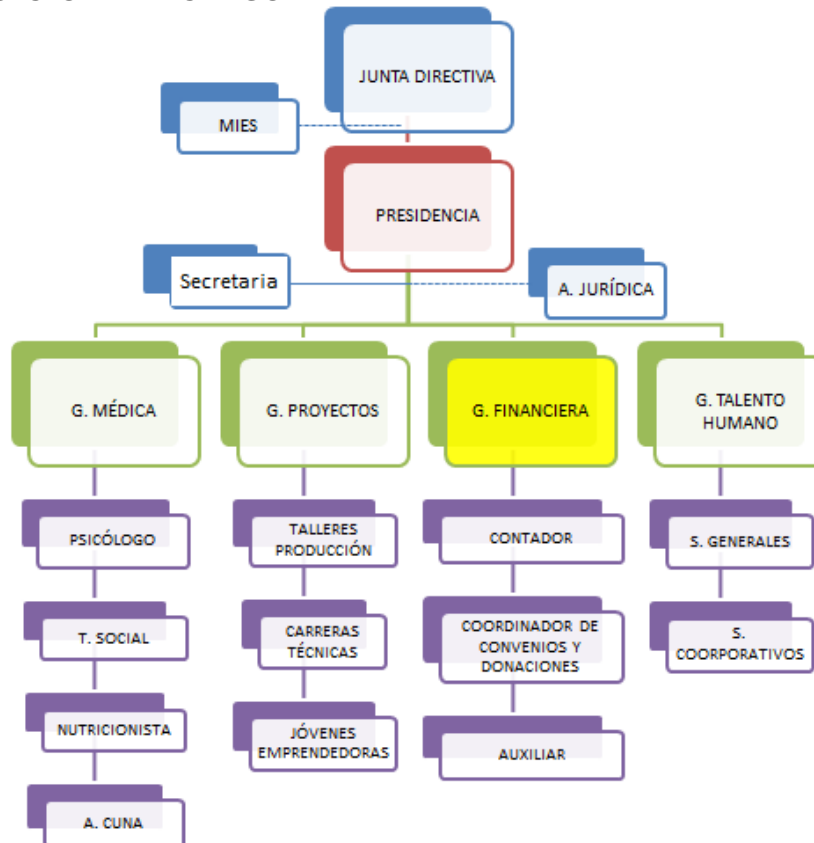 JUNTA DIRECTIVA
MIES
PRESIDENCIA
Secretaria
A. JURÍDICA
G. MÉDICA
G. PROYECTOS
G. FINANCIERA
G. TALENTO
HUMANO
PSICÓLOGO
TALLERES
PRODUCCIÓN
CONTADOR
S. GENERALES
T. SOCIAL
CARRERAS
TÉCNICAS
COORDINADOR DE
CONVENIOS Y
DONACIONES
S.
COORPORATIVOS
NUTRICIONISTA
JÓVENES
EMPRENDEDORAS
AUXILIAR
A. CUNA